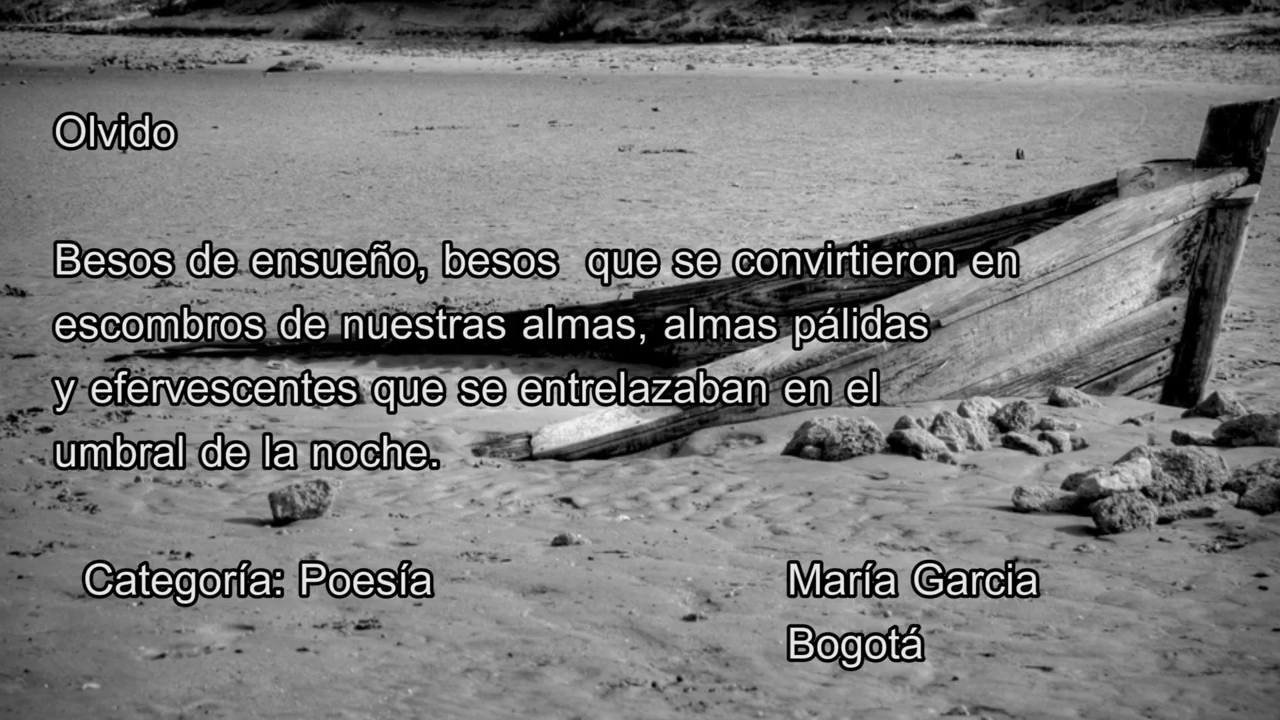 Olvido
Besos de ensueño, besos  que se convirtieron en
escombros de nuestras almas, almas pálidas
y efervescentes que se entrelazaban en el
umbral de la noche.
Categoría: Poesía
María Garcia
Bogotá